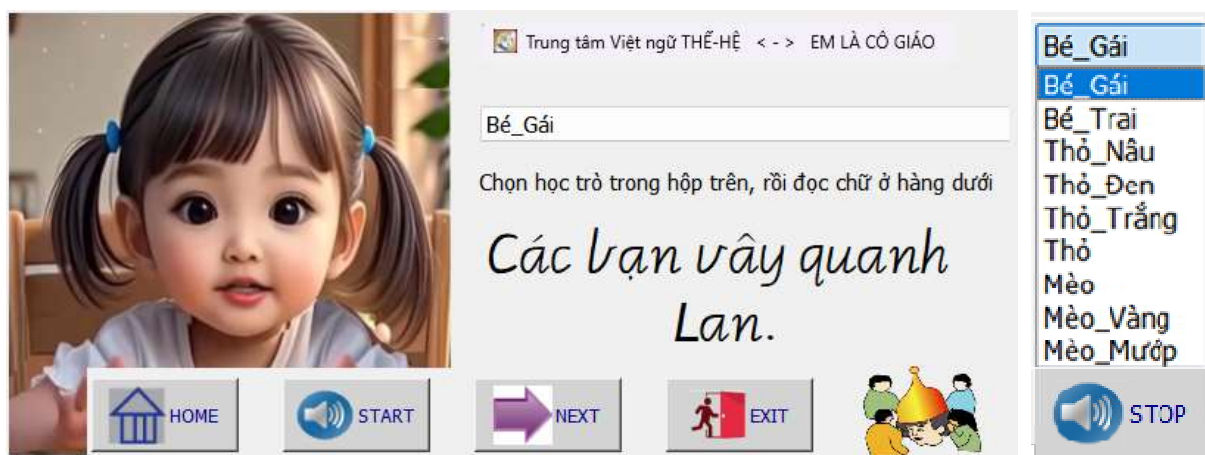 Trung tâm Việt ngữ THẾ-HỆ < - > EM LÀ CÔ GIÁO
Bé_Gái
Chọn học trò trong hộp trên, rồi đọc chữ ở hàng dưới
Các bạn vây quanh
Lan.
HOME
START
NEXT
EXIT
Bé_Gái
Bé_Gái
Bé_Trai
Thỏ_Nâu
Thỏ_Đen
Thỏ_Trắng
Thỏ
Mèo
Mèo_Vàng
Mèo_Mướp
STOP